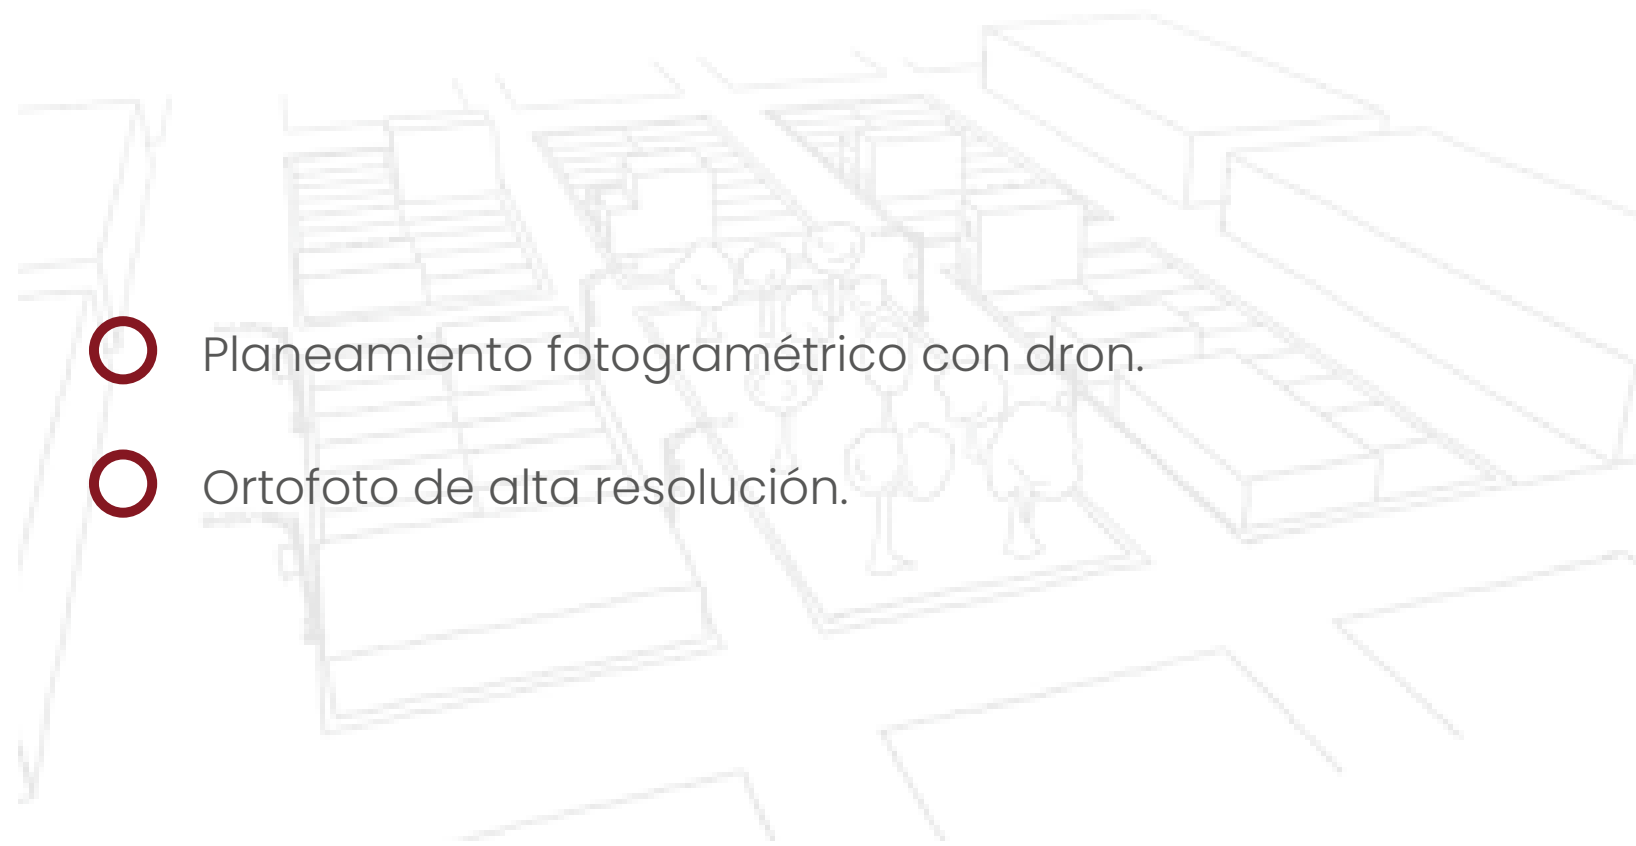 Planeamiento fotogramétrico con dron.
Ortofoto de alta resolución.